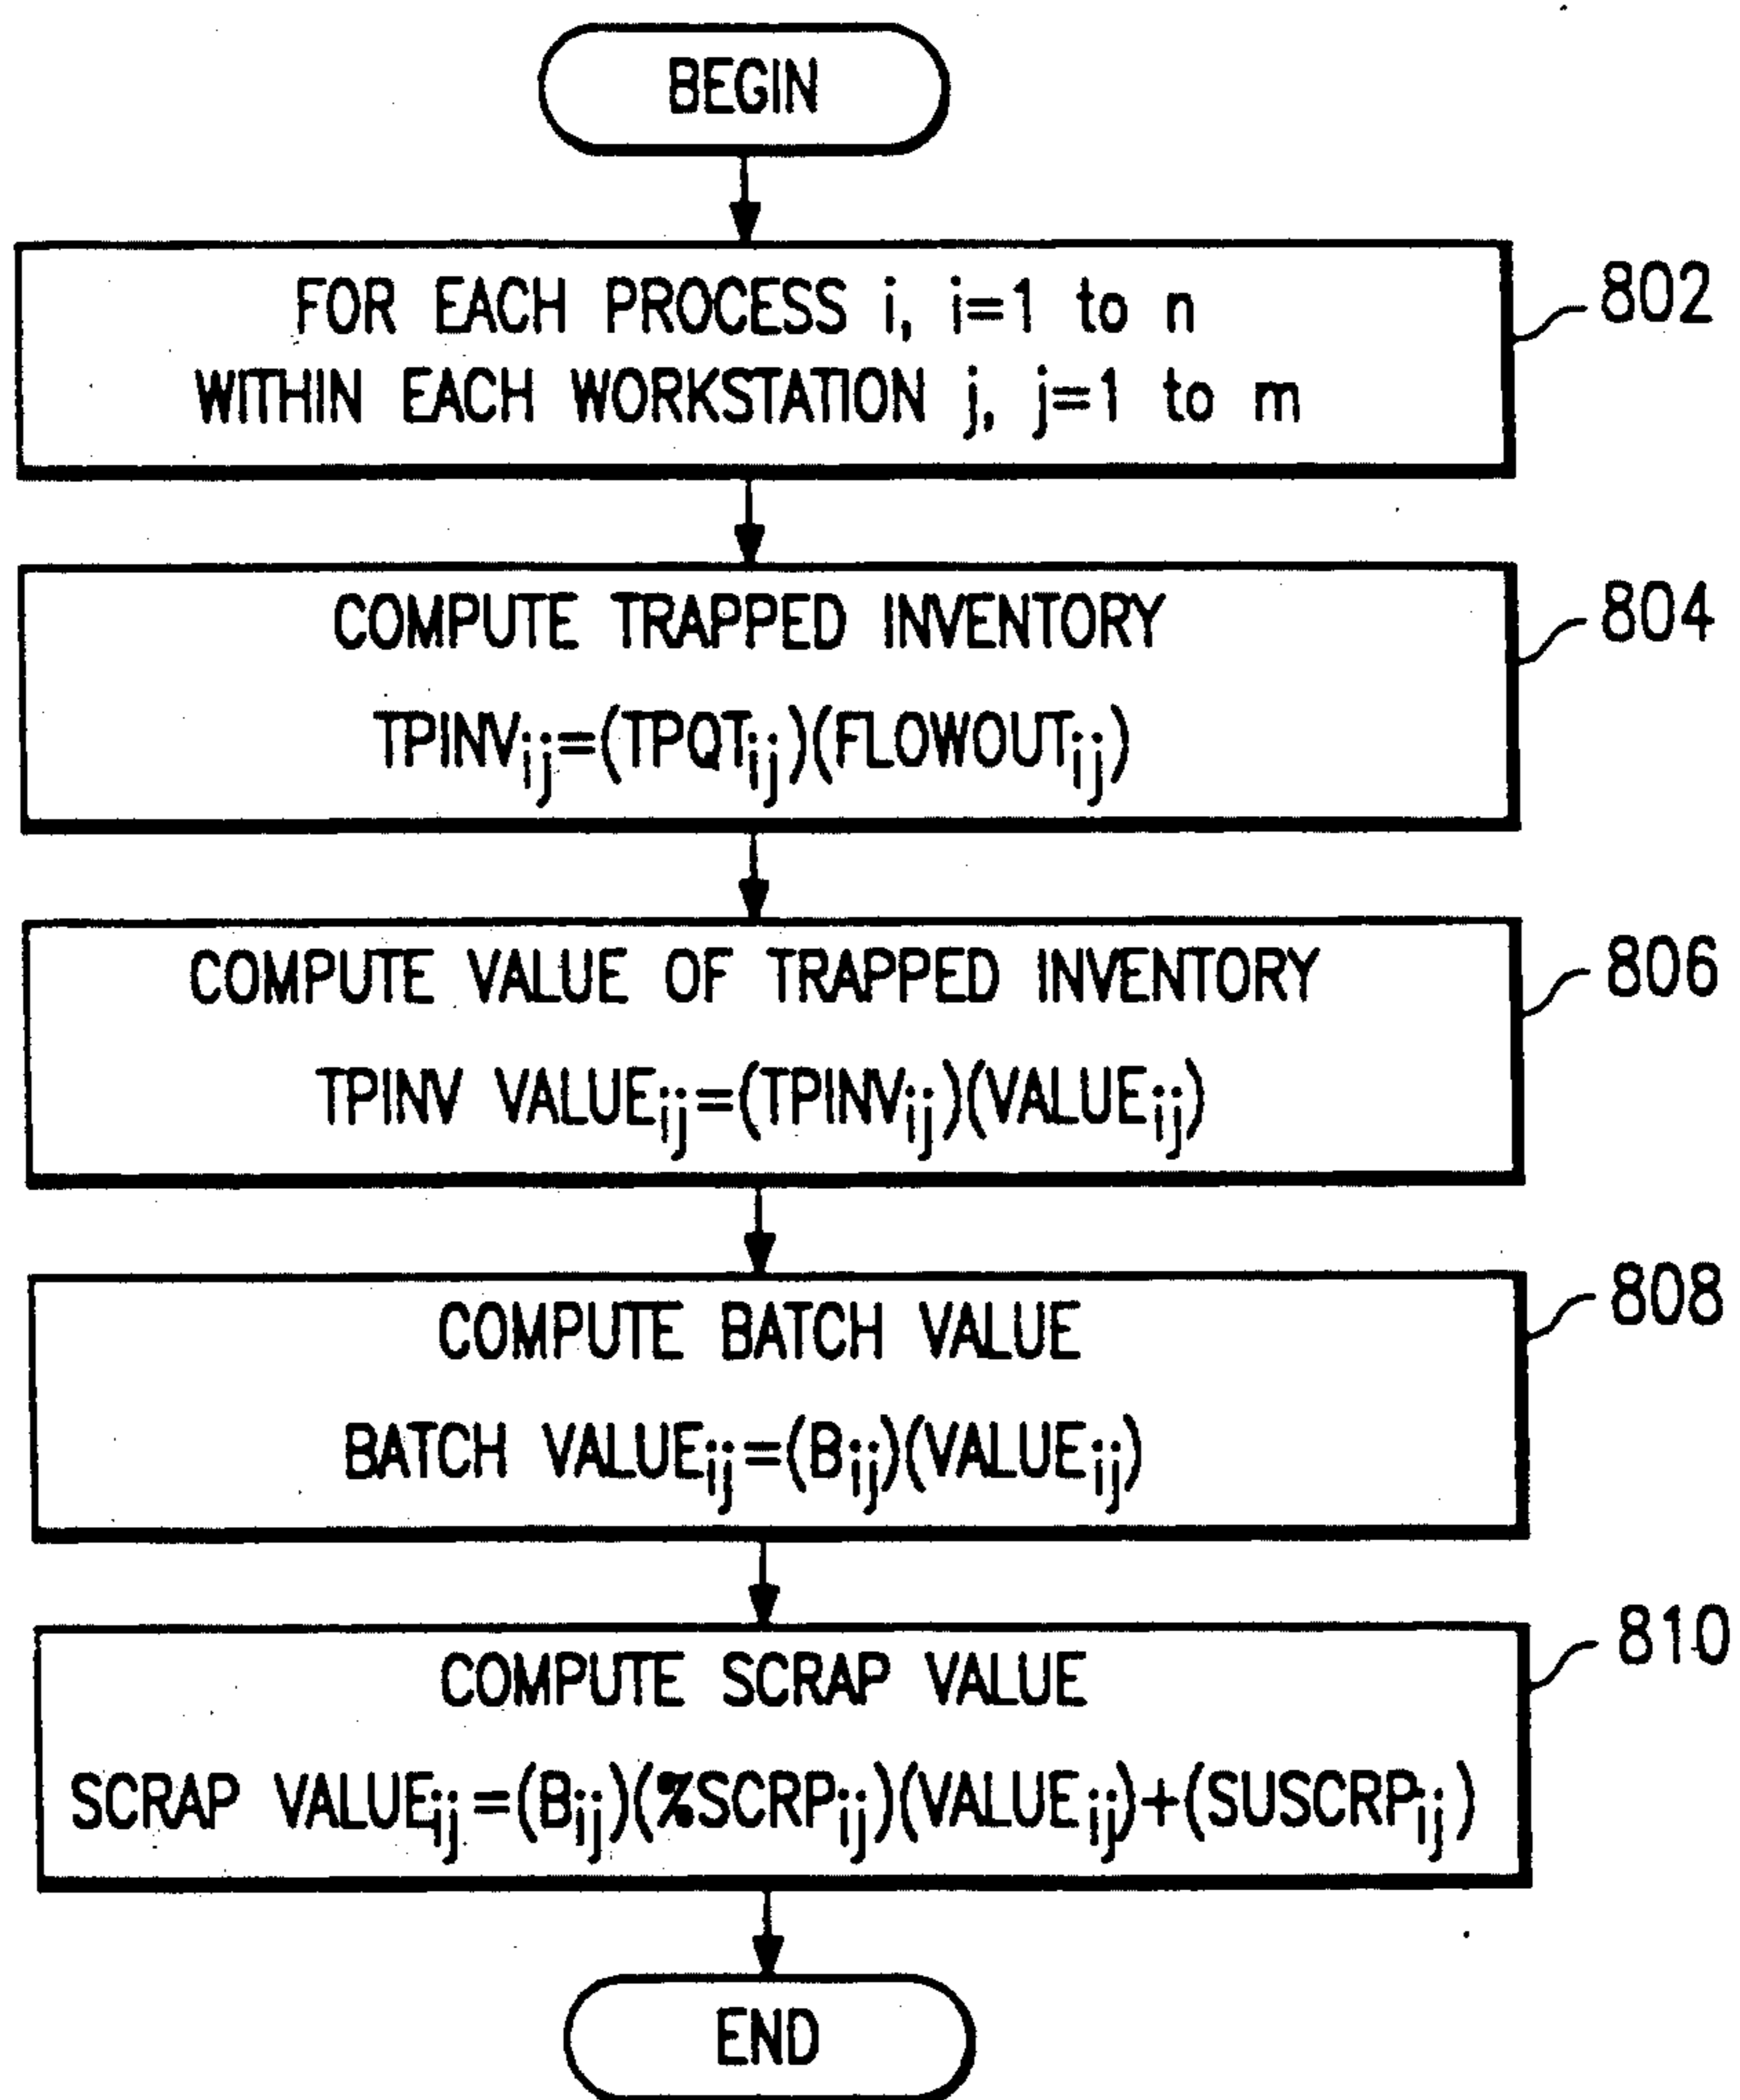 BEGIN
FOR EACH PROCESS i, i=1 to n
WITHIN EACH WORKSTATION j, j=1 to m
802
COMPUTE TRAPPED INVENTORY
TPINVij=(TPQTij)(FLOWOUTij)
804
COMPUTE VALUE OF TRAPPED INVENTORY
TPINV VALUEij=(TPINVij)(VALUEij)
806
COMPUTE BATCH VALUE
BATCH VALUEij=(Bij)(VALUEij)
808
COMPUTE SCRAP VALUE
SCRAP VALUEij=(Bij)(%SCRPij)(VALUEij)+(SUSCRPij)
810
END